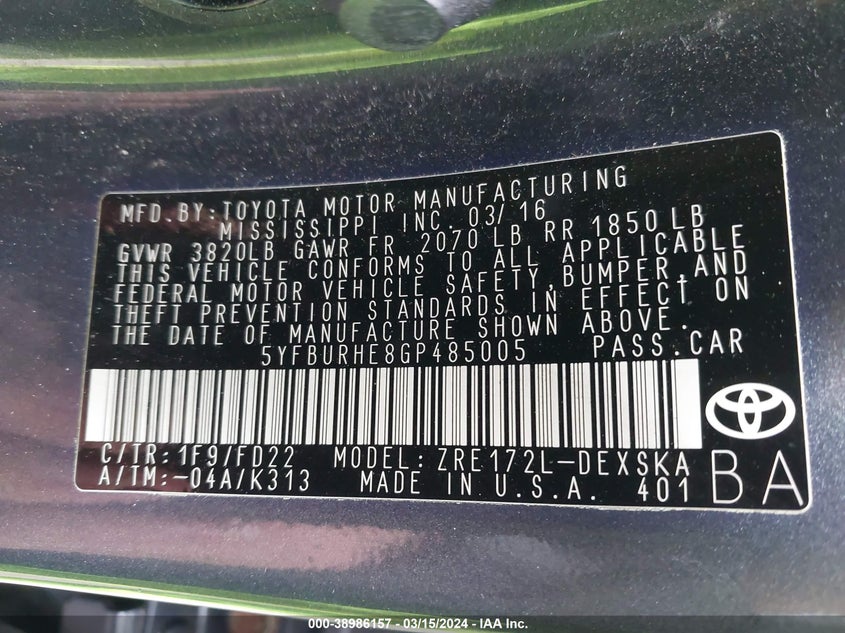 MFD.BY:TOYOTA MOTOR MANUFACTURING
MISSISSIPPI INC. 03/16
GVWR 3820LB GAWR FR 2070 LB RR 1850 LB
THIS VEHICLE CONFORMS TO ALL APPLICABLE
FEDERAL MOTOR VEHICLE SAFETY,BUMPER,AND
THEFT PREVENTION STANDARDS IN EFFECT ON
THE DATE OF MANUFACTURE SHOWN ABOVE.
5YFBURHE8GP485005 PASS.CAR
C/TR:1F9/FD22 MODEL:ZRE172L-DEXSKA
A/TM:-04A/K313 MADE IN U.S.A. 401 BA
000-38986157 - 03/15/2024 - IAA Inc.